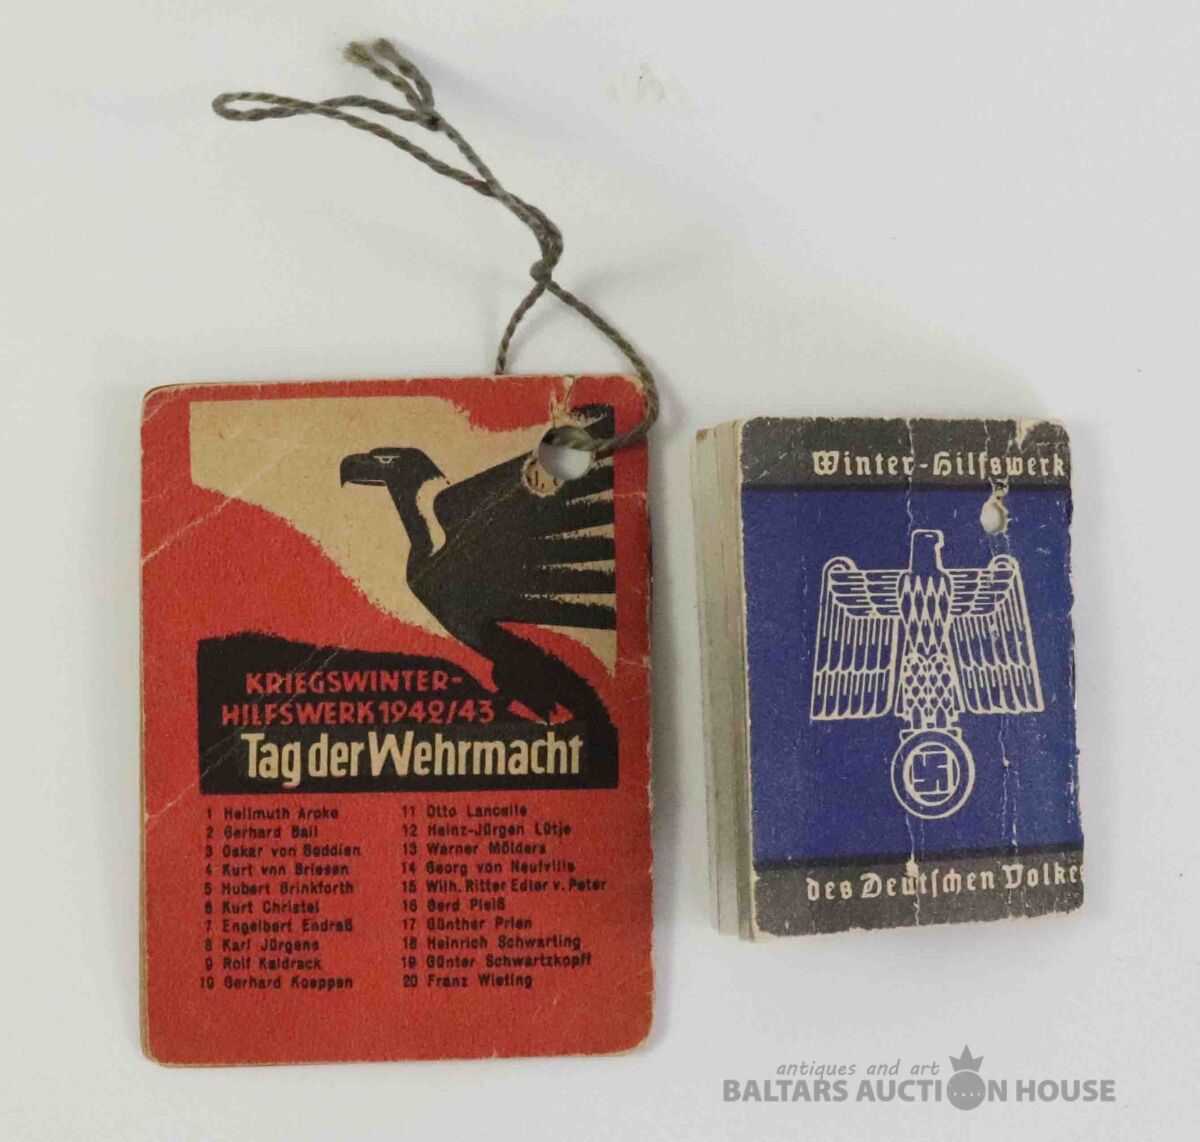 KRIEGSWINTER-
HILFSWERK 1942/43
Tag der Wehrmacht
1 Hellmuth Arpke
2 Gerhard Ball
3 Oskar von Boddien
4 Kurt von Briesen
5 Hubert Brinkforth
6 Kurt Christel
7 Engelbert Endraß
8 Karl Jürgens
9 Rolf Kaldrack
10 Gerhard Koeppen
11 Otto Lancelle
12 Heinz-Jürgen Lütje
13 Werner Mölders
14 Georg von Neufville
15 Wilh. Ritter Edler v. Peter
16 Gerd Pleiß
17 Günther Prien
18 Heinrich Schwarting
19 Günter Schwartzkopff
20 Franz Wieting
Winter-Hilfswerk
des Deutschen Volkes
antiques and art
BALTARS AUCTION HOUSE